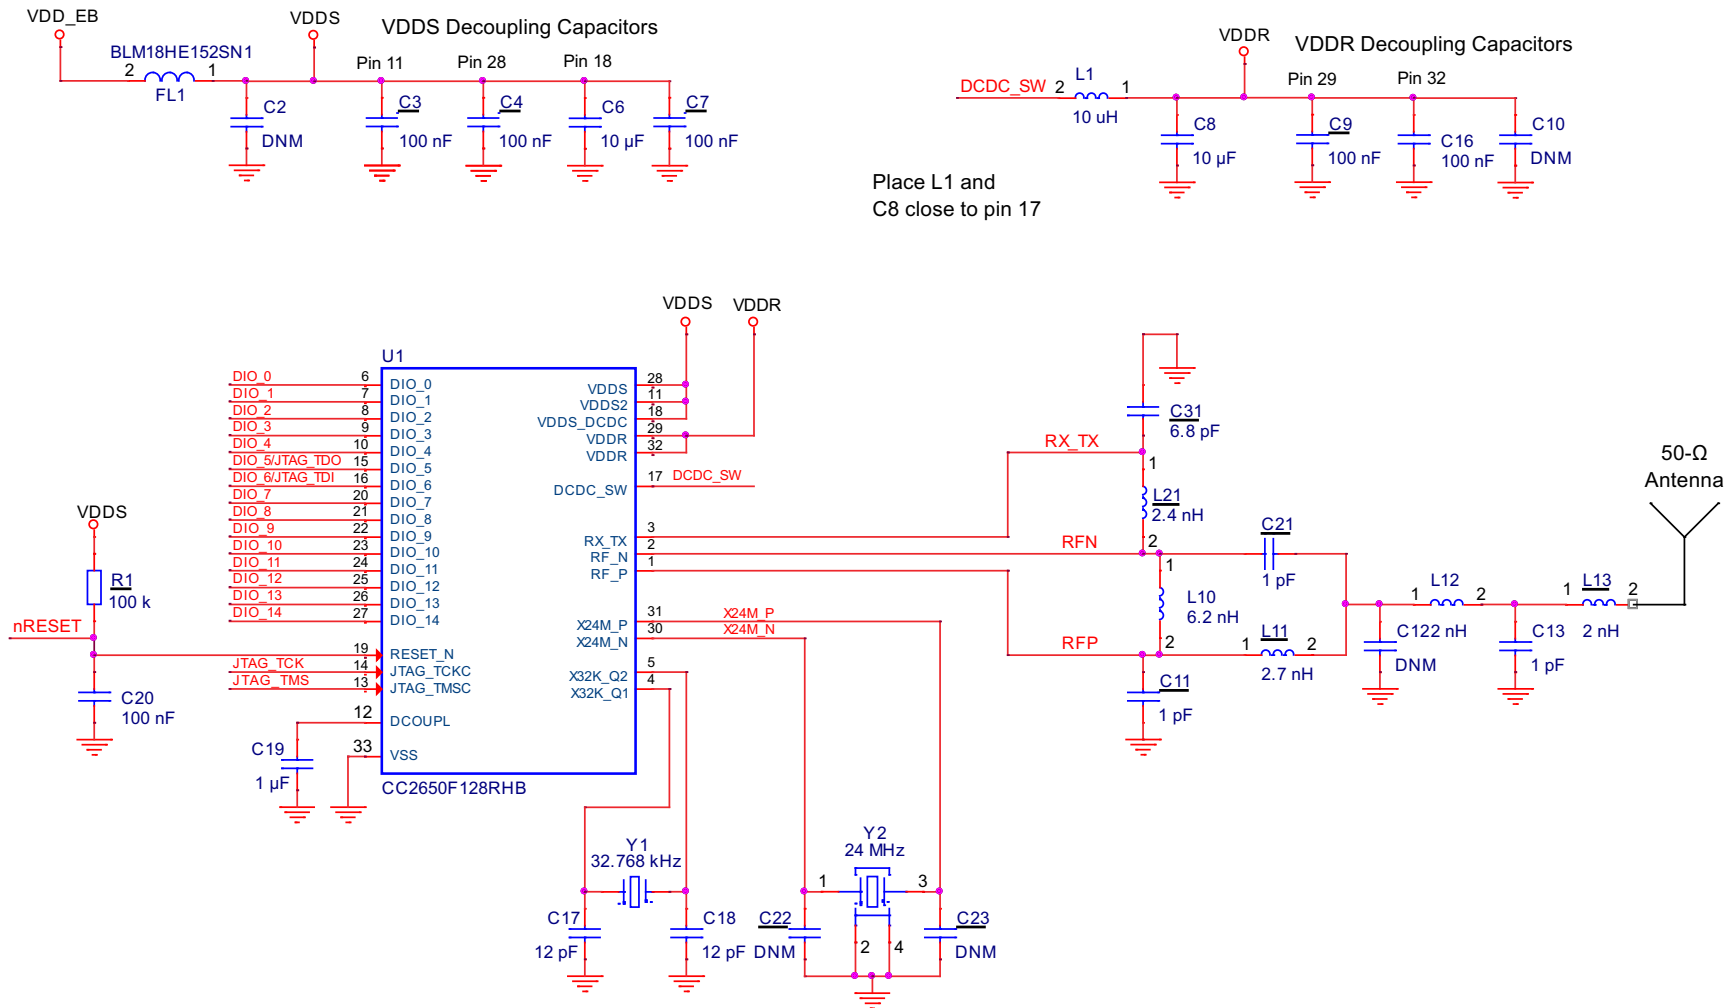 VDD_EB
VDDS
VDDS Decoupling Capacitors
BLM18HE152SN1
2
1
FL1
Pin 11
Pin 28
Pin 18
C2
DNM
C3
100 nF
C4
100 nF
C6
10 µF
C7
100 nF
VDDR
VDDR Decoupling Capacitors
DCDC_SW
2
L1
1
10 uH
Pin 29
Pin 32
C8
10 µF
C9
100 nF
C16
100 nF
C10
DNM
Place L1 and
C8 close to pin 17
VDDS
VDDR
U1
DIO_0 6 DIO_0
DIO_1 7 DIO_1
DIO_2 8 DIO_2
DIO_3 9 DIO_3
DIO_4 10 DIO_4
DIO_5/JTAG_TDO 15 DIO_5
DIO_6/JTAG_TDI 16 DIO_6
DIO_7 20 DIO_7
DIO_8 21 DIO_8
DIO_9 22 DIO_9
DIO_10 23 DIO_10
DIO_11 24 DIO_11
DIO_12 25 DIO_12
DIO_13 26 DIO_13
DIO_14 27 DIO_14
19 RESET_N
JTAG_TCK 14 JTAG_TCKC
JTAG_TMS 13 JTAG_TMSC
12 DCOUPL
33 VSS
VDDS 28
VDDS2 11
VDDS_DCDC 18
VDDR 29
VDDR 32
DCDC_SW 17 DCDC_SW
RX_TX 3
RF_N 2
RF_P 1
X24M_P 31 X24M_P
X24M_N 30 X24M_N
X32K_Q2 5
X32K_Q1 4
CC2650F128RHB
VDDS
R1
100 k
nRESET
C20
100 nF
C19
1 µF
Y1
32.768 kHz
C17
12 pF
C18
12 pF
Y2
24 MHz
1
3
2
4
C22
DNM
C23
DNM
C31
6.8 pF
RX_TX
1
L21
2.4 nH
2
RFN
C21
1 pF
1
L10
6.2 nH
2
RFP
1
L11
2
2.7 nH
C11
1 pF
1
L12
2
C122 nH
DNM
C13
1 pF
1
L13
2
2 nH
50-Ω
Antenna